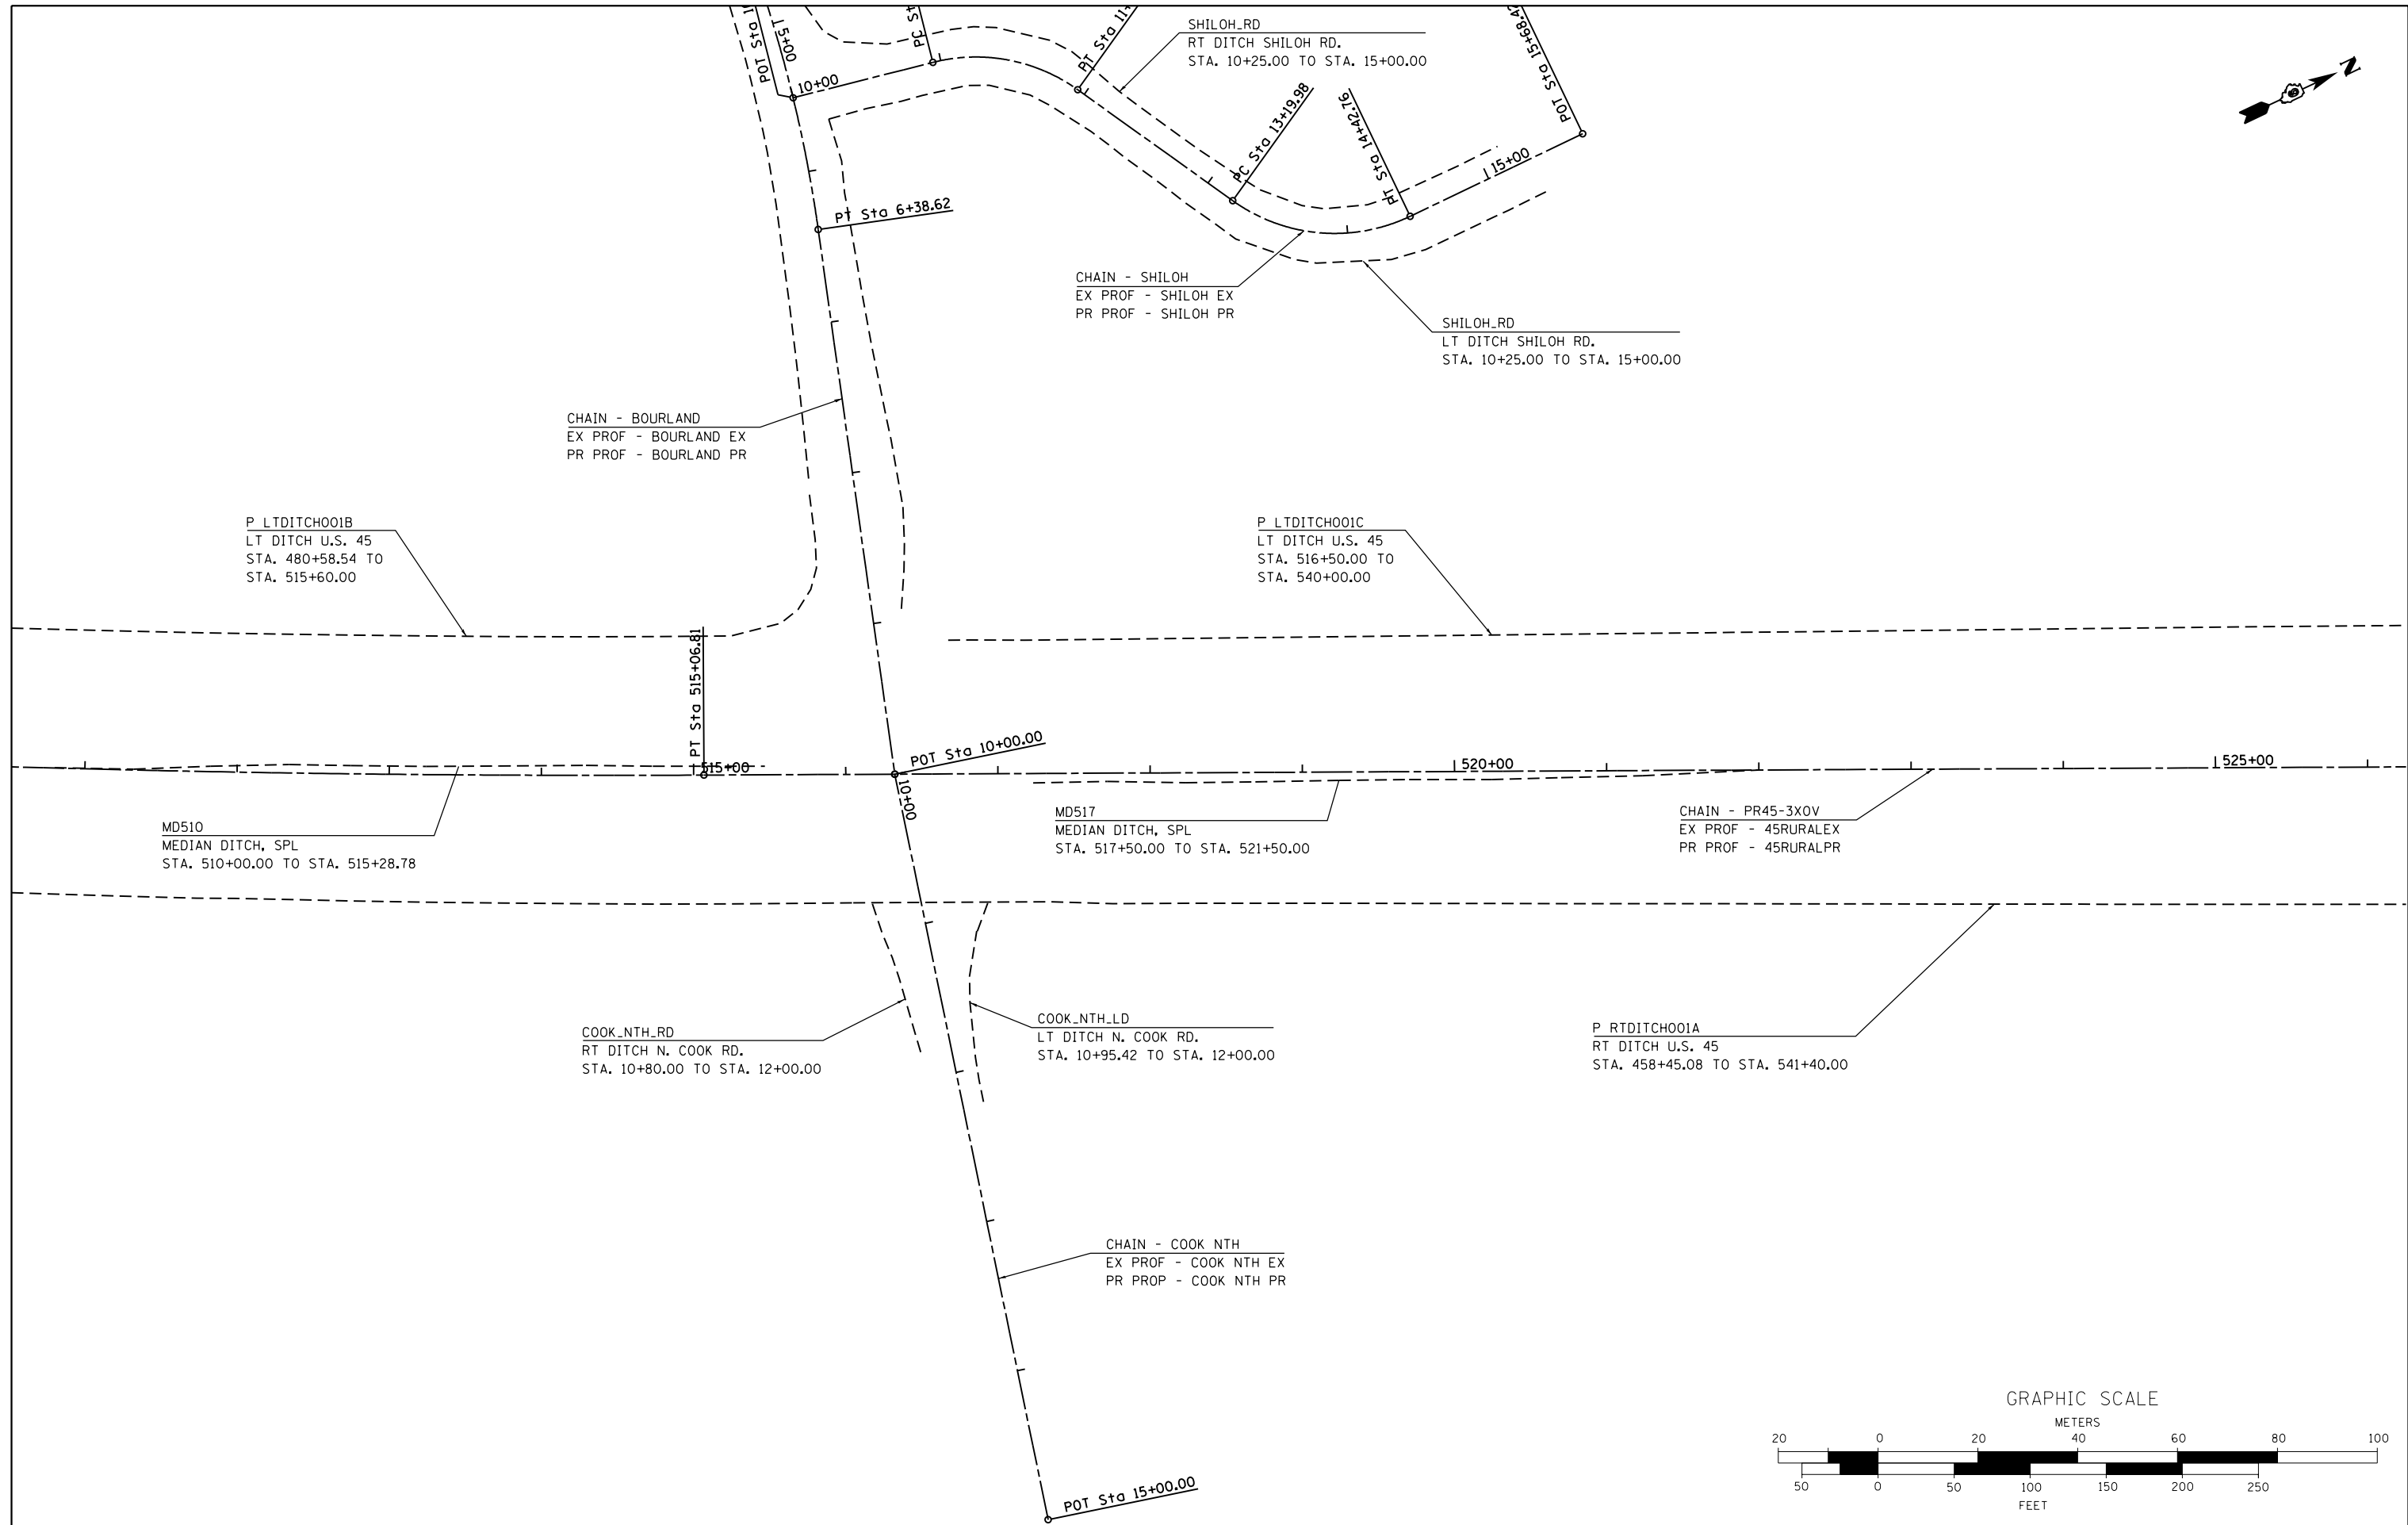 POT Sta
15+00
PC
10+00
PT Sta 11+
SHILOH_RD
RT DITCH SHILOH RD.
STA. 10+25.00 TO STA. 15+00.00
PC Sta 13+19.98
PT Sta 14+42.76
POT Sta 15+68.42
15+00
N
PT Sta 6+38.62
CHAIN - SHILOH
EX PROF - SHILOH EX
PR PROF - SHILOH PR
SHILOH_RD
LT DITCH SHILOH RD.
STA. 10+25.00 TO STA. 15+00.00
CHAIN - BOURLAND
EX PROF - BOURLAND EX
PR PROF - BOURLAND PR
P LTDITCH001B
LT DITCH U.S. 45
STA. 480+58.54 TO
STA. 515+60.00
P LTDITCH001C
LT DITCH U.S. 45
STA. 516+50.00 TO
STA. 540+00.00
PT Sta 515+06.81
515+00
POT Sta 10+00.00
10+00
520+00
525+00
MD510
MEDIAN DITCH, SPL
STA. 510+00.00 TO STA. 515+28.78
MD517
MEDIAN DITCH, SPL
STA. 517+50.00 TO STA. 521+50.00
CHAIN - PR45-3XOV
EX PROF - 45RURALEX
PR PROF - 45RURALPR
COOK_NTH_RD
RT DITCH N. COOK RD.
STA. 10+80.00 TO STA. 12+00.00
COOK_NTH_LD
LT DITCH N. COOK RD.
STA. 10+95.42 TO STA. 12+00.00
P RTDITCH001A
RT DITCH U.S. 45
STA. 458+45.08 TO STA. 541+40.00
CHAIN - COOK NTH
EX PROF - COOK NTH EX
PR PROP - COOK NTH PR
POT Sta 15+00.00
GRAPHIC SCALE
METERS
20 0 20 40 60 80 100
50 0 50 100 150 200 250
FEET